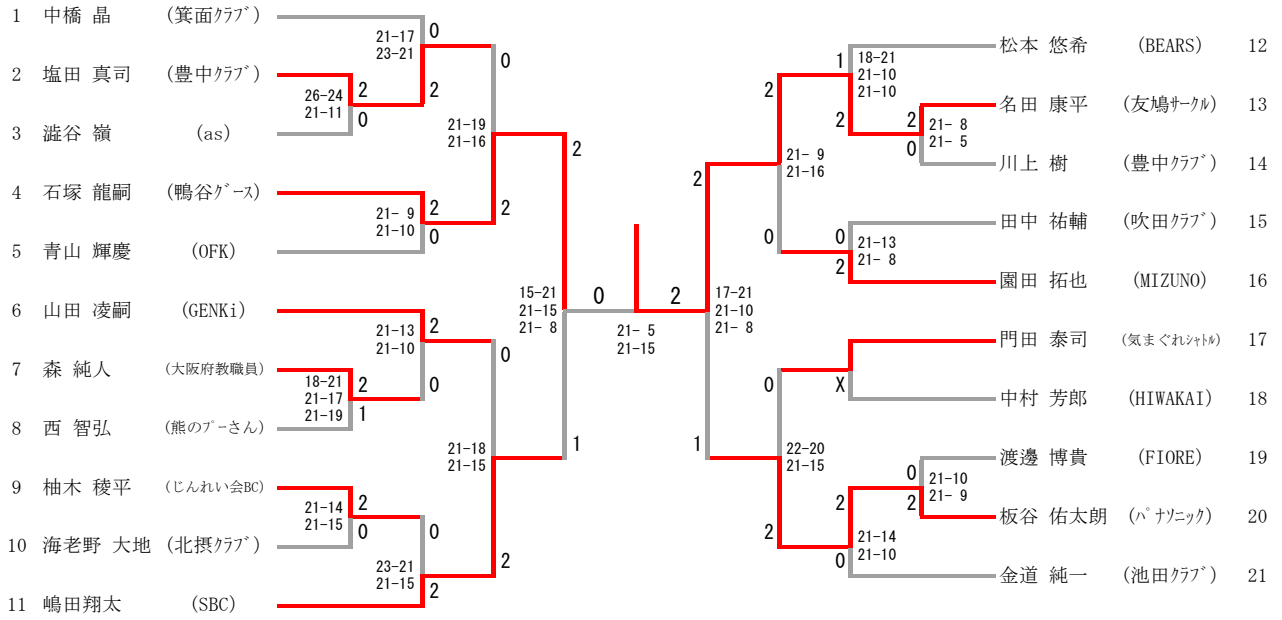 1 中橋 晶 (箕面ｸﾗﾌﾞ)
2 塩田 真司 (豊中ｸﾗﾌﾞ)
3 澁谷 嶺 (as)
4 石塚 龍嗣 (鴨谷ｸﾞｰｽ)
5 青山 輝慶 (OFK)
6 山田 凌嗣 (GENKi)
7 森 純人 (大阪府教職員)
8 西 智弘 (熊のﾌﾟｰさん)
9 柚木 稜平 (じんれい会BC)
10 海老野 大地 (北摂ｸﾗﾌﾞ)
11 嶋田翔太 (SBC)
21-17 0
23-21
2
26-24 2
21-11 0
21- 9 2
21-10 0
0
21-19
21-16
2
21-13 2
21-10
0
18-21 2
21-17
21-19 1
21-14 2
21-15 0
0
23-21
21-15 2
0
21-18
21-15
2
2
15-21
21-15
21- 8
1
0 2
21- 5
21-15
2
17-21
21-10
21- 8
1
2
21- 9
21-16
0
0
22-20
21-15
2
1 18-21
21-10
21-10
2
2 21- 8
0 21- 5
0 21-13
2 21- 8
X
0 21-10
2 21- 9
2
21-14
0 21-10
松本 悠希 (BEARS) 12
名田 康平 (友鳩ｻｰｸﾙ) 13
川上 樹 (豊中ｸﾗﾌﾞ) 14
田中 祐輔 (吹田ｸﾗﾌﾞ) 15
園田 拓也 (MIZUNO) 16
門田 泰司 (気まぐれｼｬﾄﾙ) 17
中村 芳郎 (HIWAKAI) 18
渡邊 博貴 (FIORE) 19
板谷 佑太朗 (ﾊﾟﾅｿﾆｯｸ) 20
金道 純一 (池田ｸﾗﾌﾞ) 21